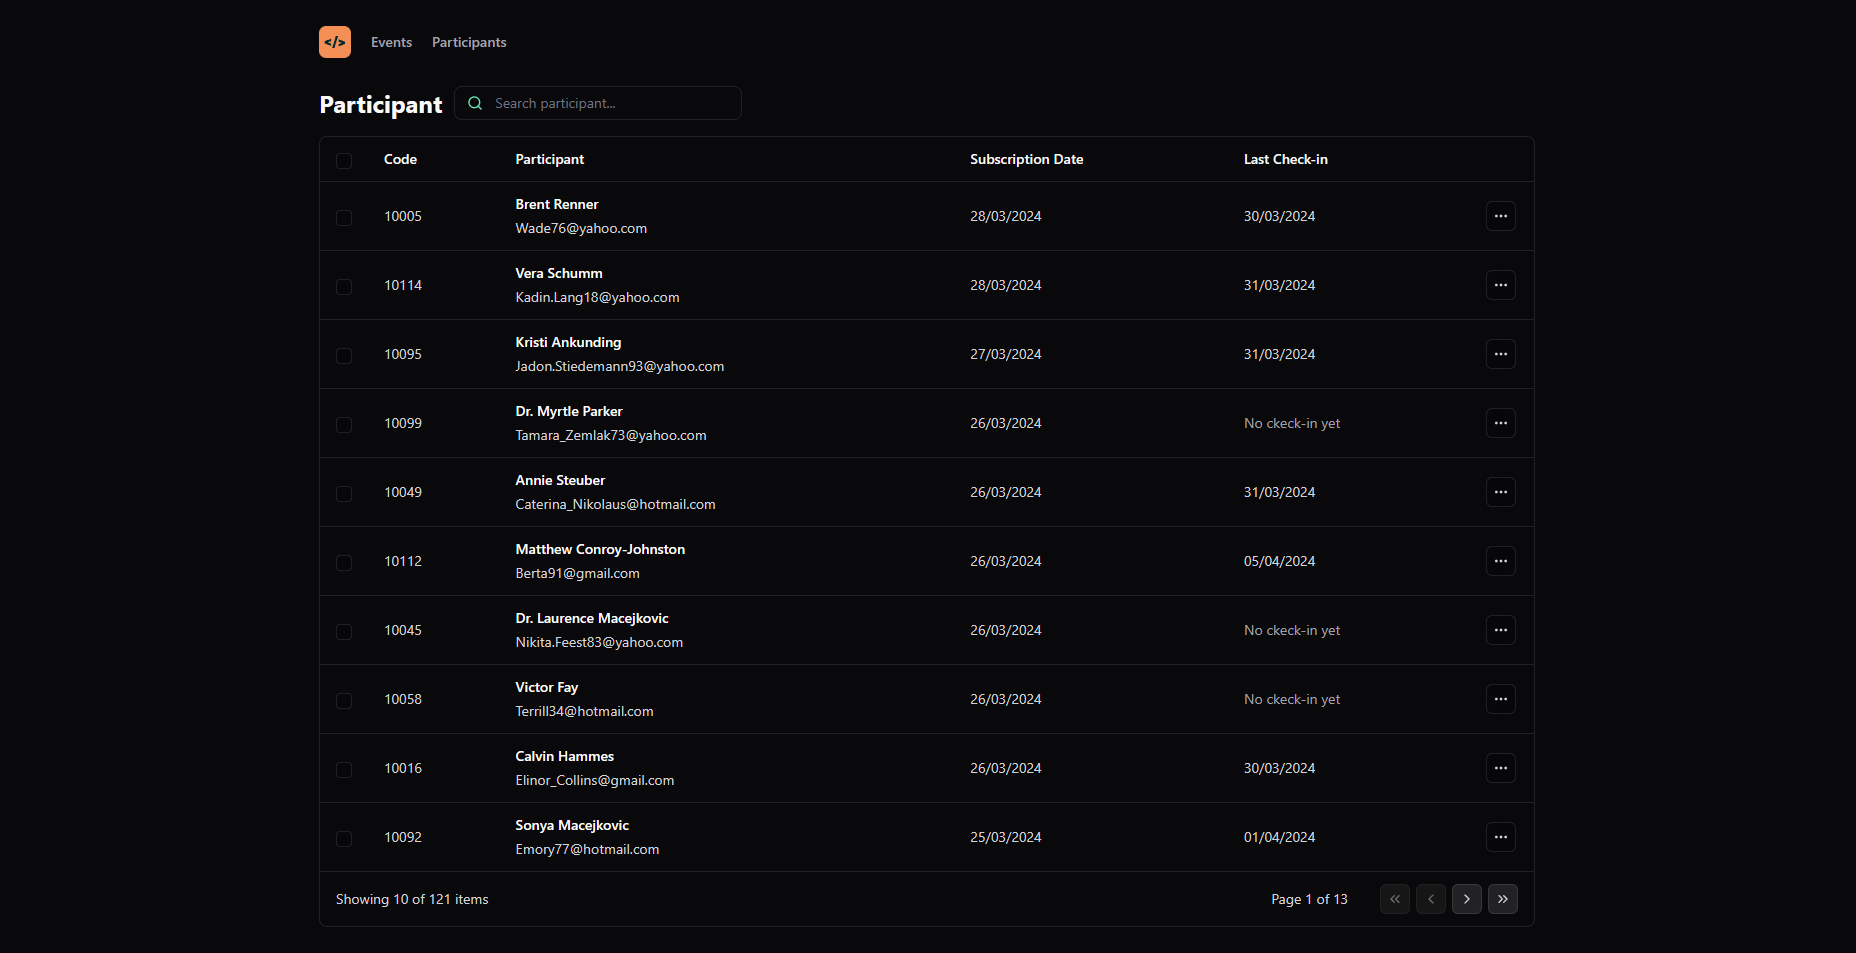 </> Events Participants
Participant Search participant...
Code Participant Subscription Date Last Check-in
Brent Renner
10005 28/03/2024 30/03/2024
Wade76@yahoo.com
Vera Schumm
10114 28/03/2024 31/03/2024
Kadin.Lang18@yahoo.com
Kristi Ankunding
10095 27/03/2024 31/03/2024
Jadon.Stiedemann93@yahoo.com
Dr. Myrtle Parker
10099 26/03/2024 No ckeck-in yet
Tamara_Zemlak73@yahoo.com
Annie Steuber
10049 26/03/2024 31/03/2024
Caterina_Nikolaus@hotmail.com
Matthew Conroy-Johnston
10112 26/03/2024 05/04/2024
Berta91@gmail.com
Dr. Laurence Macejkovic
10045 26/03/2024 No ckeck-in yet
Nikita.Feest83@yahoo.com
Victor Fay
10058 26/03/2024 No ckeck-in yet
Terrill34@hotmail.com
Calvin Hammes
10016 26/03/2024 30/03/2024
Elinor_Collins@gmail.com
Sonya Macejkovic
10092 25/03/2024 01/04/2024
Emory77@hotmail.com
Showing 10 of 121 items Page 1 of 13